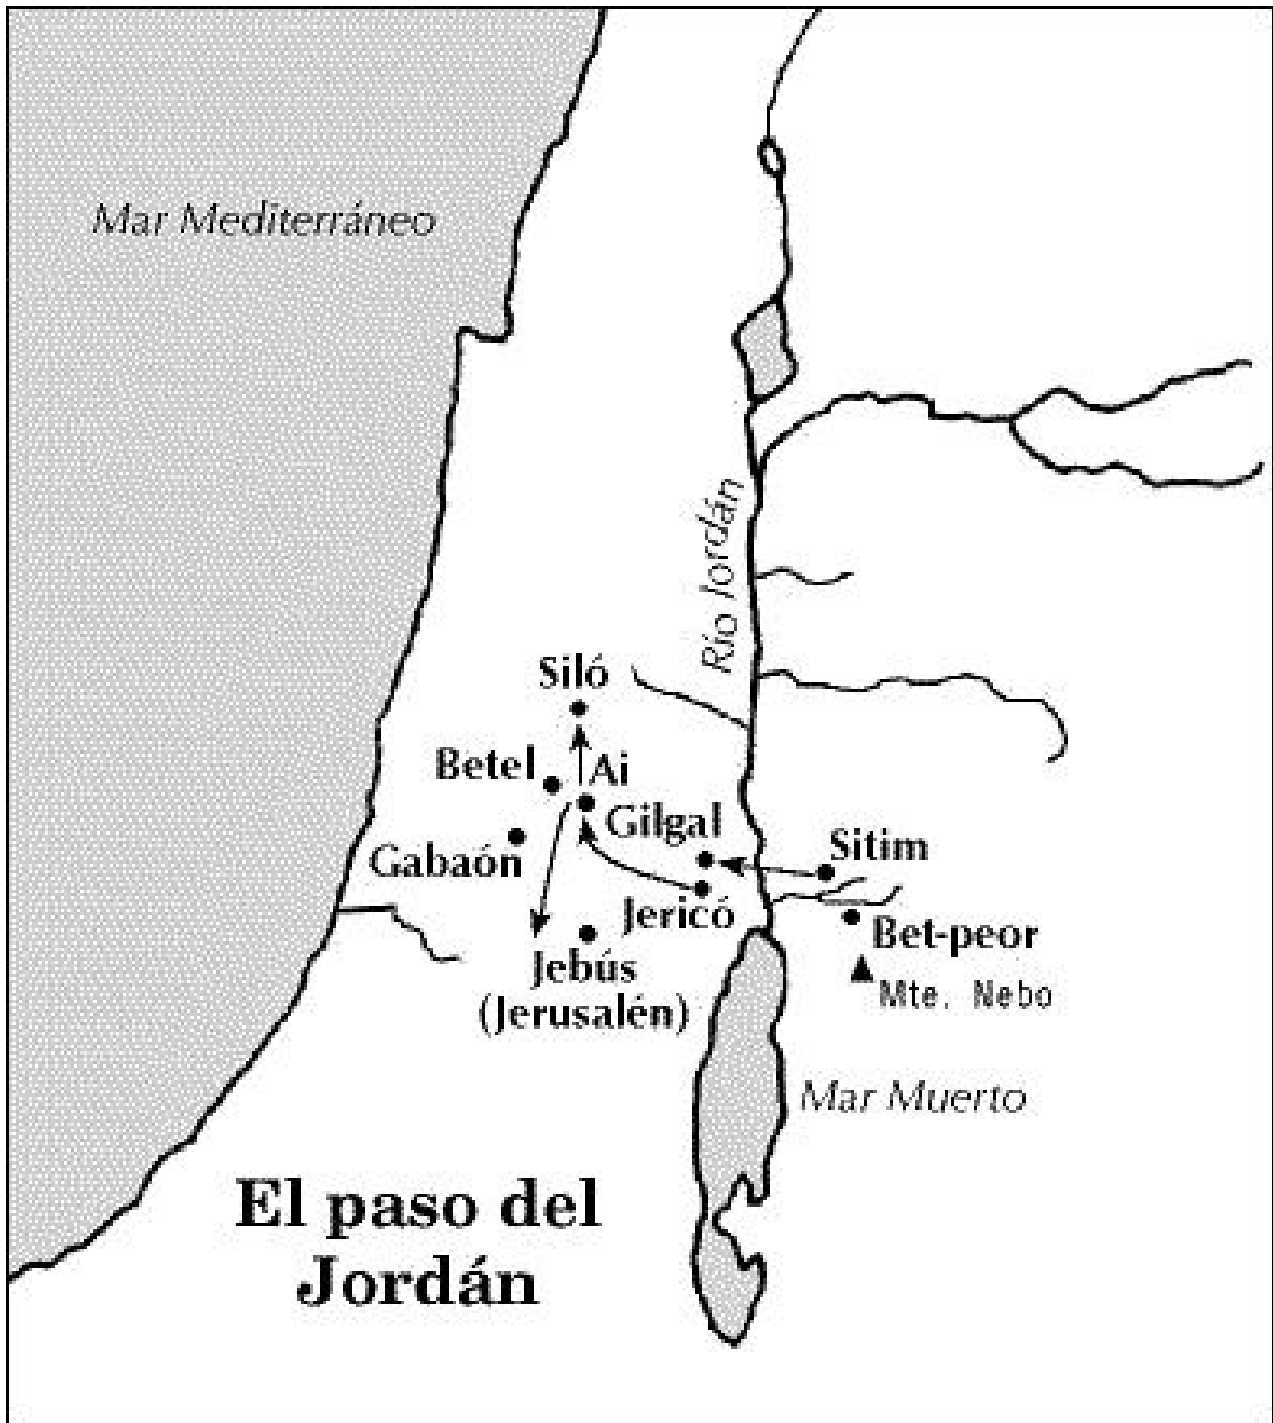 Mar Mediterráneo
Río Jordán
Siló
Betel
Ai
Gilgal
Gabaón
Sitim
Jericó
Bet-peor
Jebús
(Jerusalén)
Mte. Nebo
Mar Muerto
El paso del
Jordán